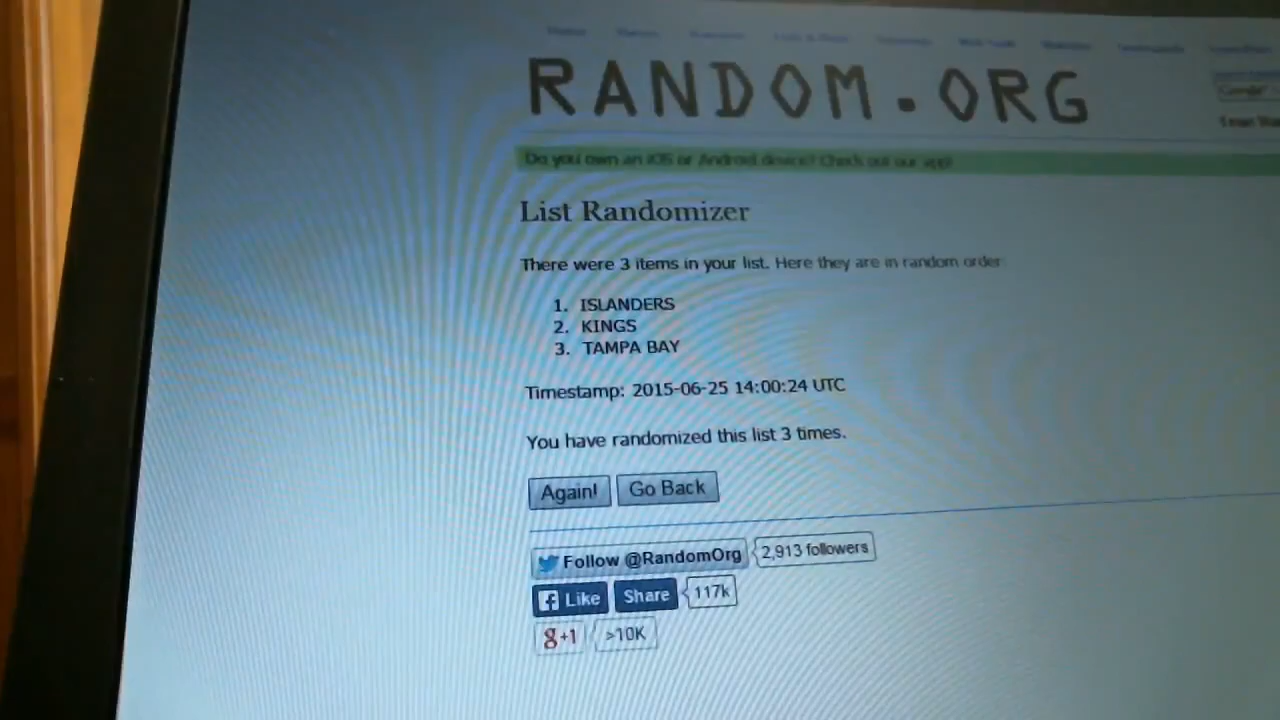 RANDOM.ORG
Do you own an iOS or Android device? Check out our app!
List Randomizer
There were 3 items in your list. Here they are in random order:
1. ISLANDERS
2. KINGS
3. TAMPA BAY
Timestamp: 2015-06-25 14:00:24 UTC
You have randomized this list 3 times.
Again! Go Back
Follow @RandomOrg 2,913 followers
Like Share 117k
g+1 >10K